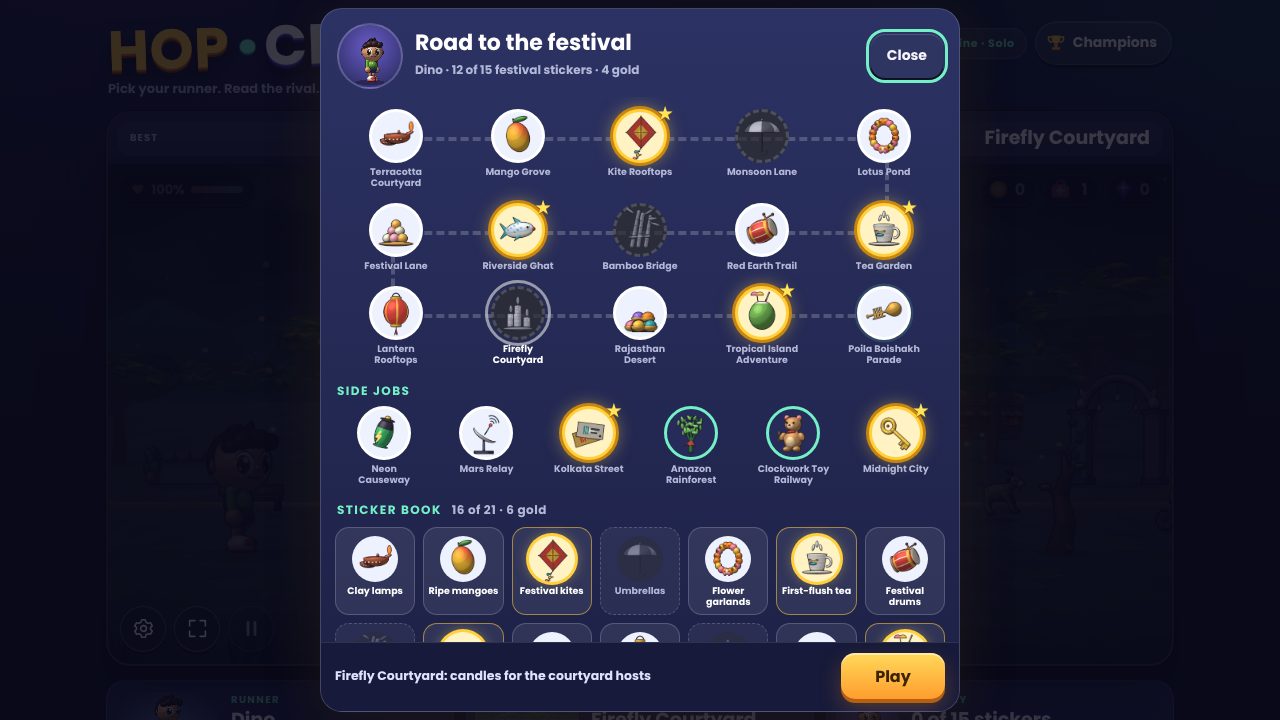 HOP
Pick your runner. Read the rival.
Road to the festival
Dino · 12 of 15 festival stickers · 4 gold
Close
Solo
Champions
BEST
Firefly Courtyard
100%
0
1
0
Terracotta
Courtyard
Mango Grove
Kite Rooftops
Monsoon Lane
Lotus Pond
Festival Lane
Riverside Ghat
Bamboo Bridge
Red Earth Trail
Tea Garden
Lantern
Rooftops
Firefly
Courtyard
Rajasthan
Desert
Tropical Island
Adventure
Poila Boishakh
Parade
SIDE JOBS
Neon
Causeway
Mars Relay
Kolkata Street
Amazon
Rainforest
Clockwork Toy
Railway
Midnight City
STICKER BOOK 16 of 21 · 6 gold
Clay lamps
Ripe mangoes
Festival kites
Umbrellas
Flower
garlands
First-flush tea
Festival
drums
Firefly Courtyard: candles for the courtyard hosts
Play
RUNNER
Dino
Firefly Courtyard
0 of 15 stickers